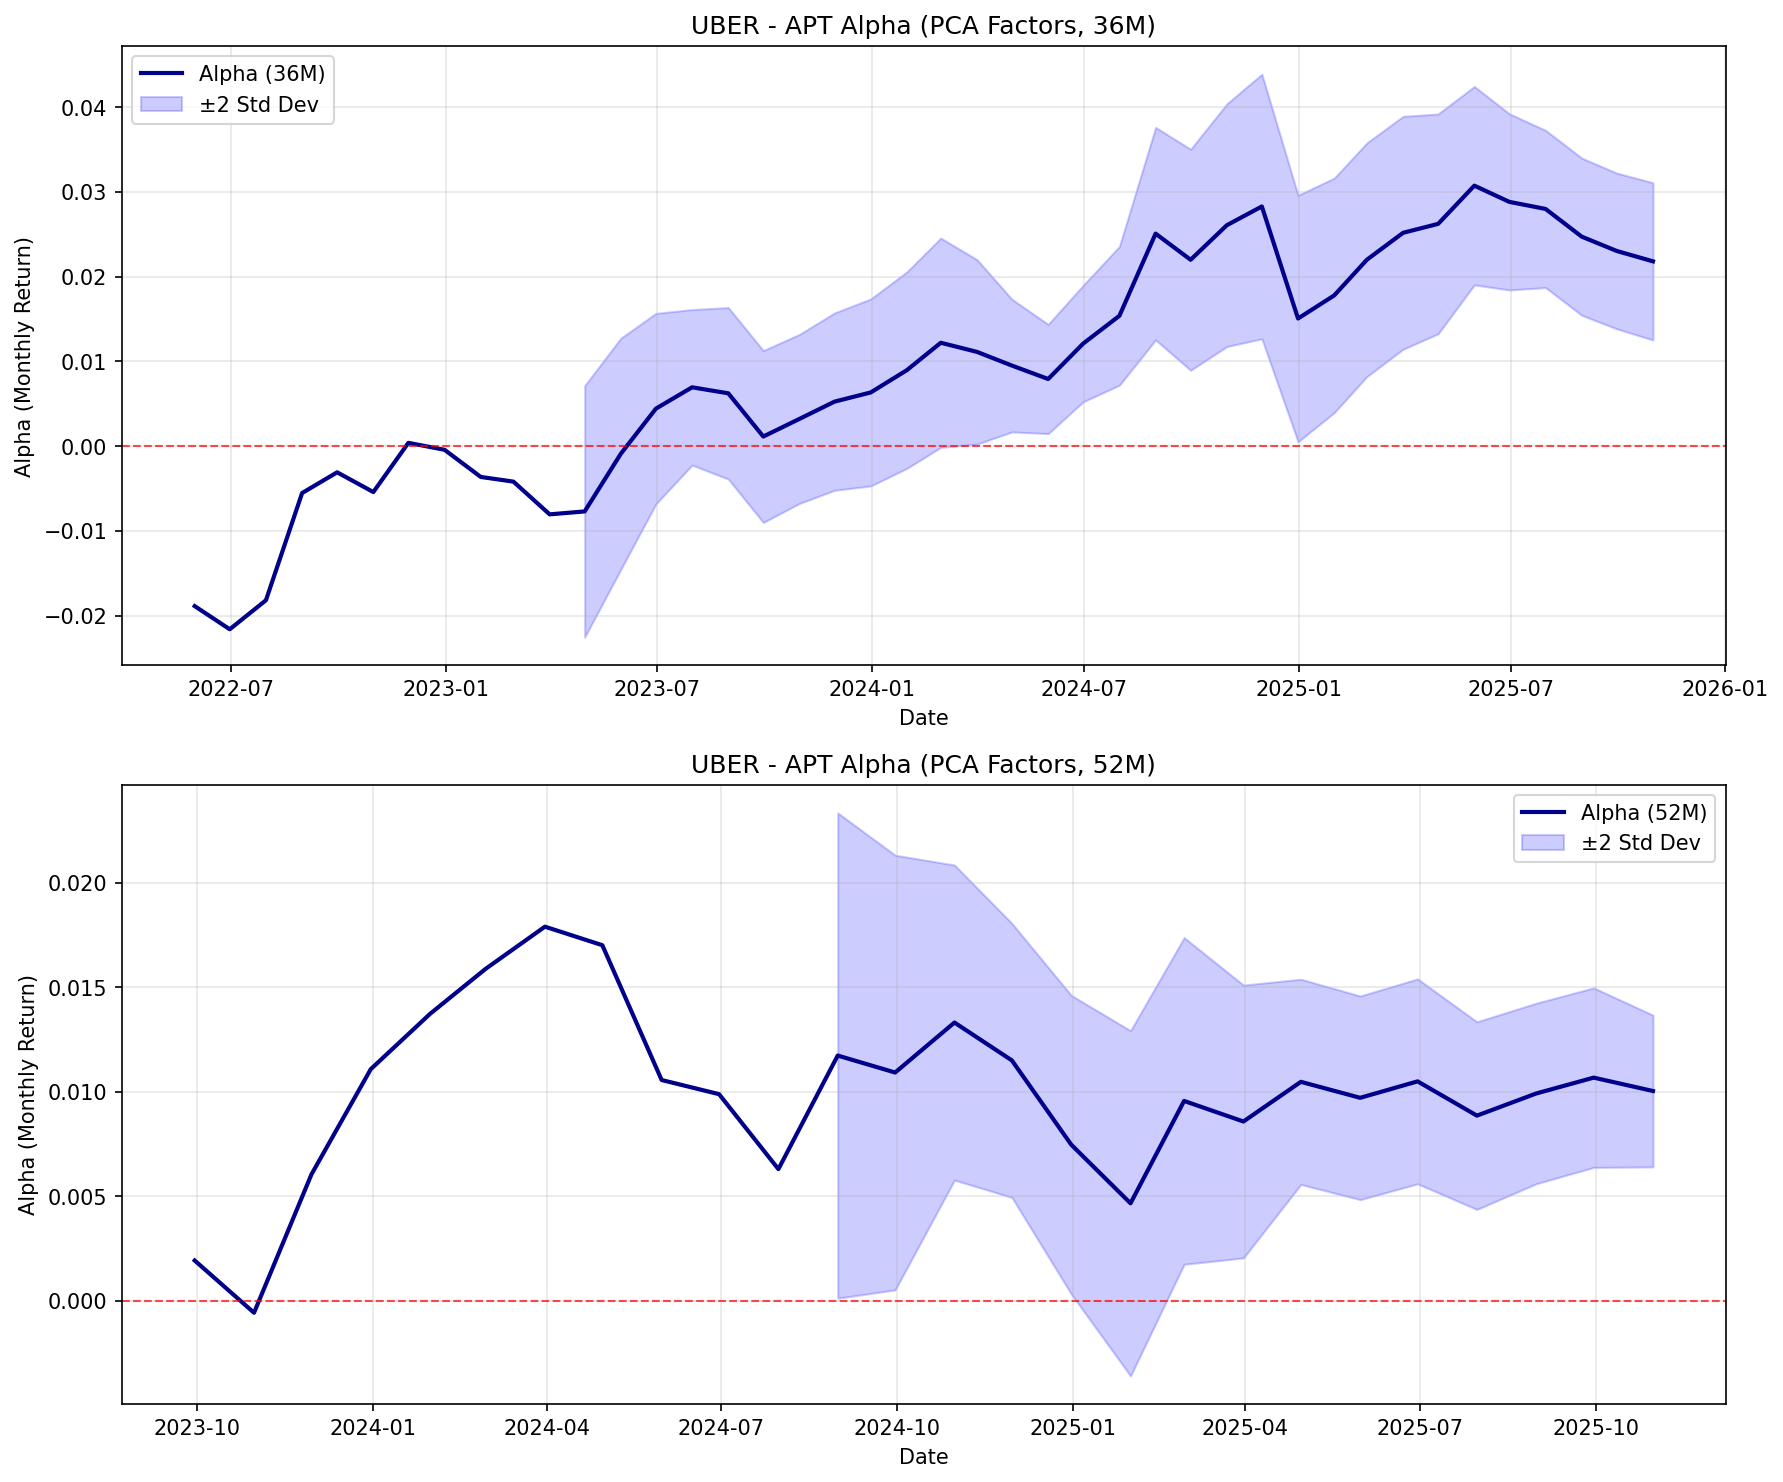 UBER - APT Alpha (PCA Factors, 36M)
Alpha (36M)
±2 Std Dev
Alpha (Monthly Return)
0.04
0.03
0.02
0.01
0.00
−0.01
−0.02
2022-07 2023-01 2023-07 2024-01 2024-07 2025-01 2025-07 2026-01
Date
UBER - APT Alpha (PCA Factors, 52M)
Alpha (52M)
±2 Std Dev
Alpha (Monthly Return)
0.020
0.015
0.010
0.005
0.000
2023-10 2024-01 2024-04 2024-07 2024-10 2025-01 2025-04 2025-07 2025-10
Date